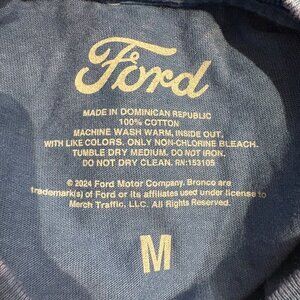 Ford
MADE IN DOMINICAN REPUBLIC
100% COTTON
MACHINE WASH WARM, INSIDE OUT.
WITH LIKE COLORS. ONLY NON-CHLORINE BLEACH.
TUMBLE DRY MEDIUM. DO NOT IRON.
DO NOT DRY CLEAN. RN:153105
© 2024 Ford Motor Company. Bronco are
trademark(s) of Ford or its affiliates used under license to
Merch Traffic, LLC. All Rights Reserved.
M